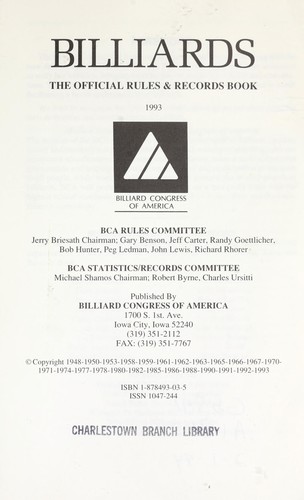 BILLIARDS
THE OFFICIAL RULES & RECORDS BOOK
1993
BILLIARD CONGRESS
OF AMERICA
BCA RULES COMMITTEE
Jerry Briesath Chairman; Gary Benson, Jeff Carter, Randy Goettlicher,
Bob Hunter, Peg Ledman, John Lewis, Richard Rhorer
BCA STATISTICS/RECORDS COMMITTEE
Michael Shamos Chairman; Robert Byrne, Charles Ursitti
Published By
BILLIARD CONGRESS OF AMERICA
1700 S. 1st. Ave.
Iowa City, Iowa 52240
(319) 351-2112
FAX: (319) 351-7767
© Copyright 1948-1950-1953-1958-1959-1961-1962-1963-1965-1966-1967-1970-
1971-1974-1977-1978-1980-1982-1985-1986-1988-1990-1991-1992-1993
ISBN 1-878493-03-5
ISSN 1047-244
CHARLESTOWN BRANCH LIBRARY